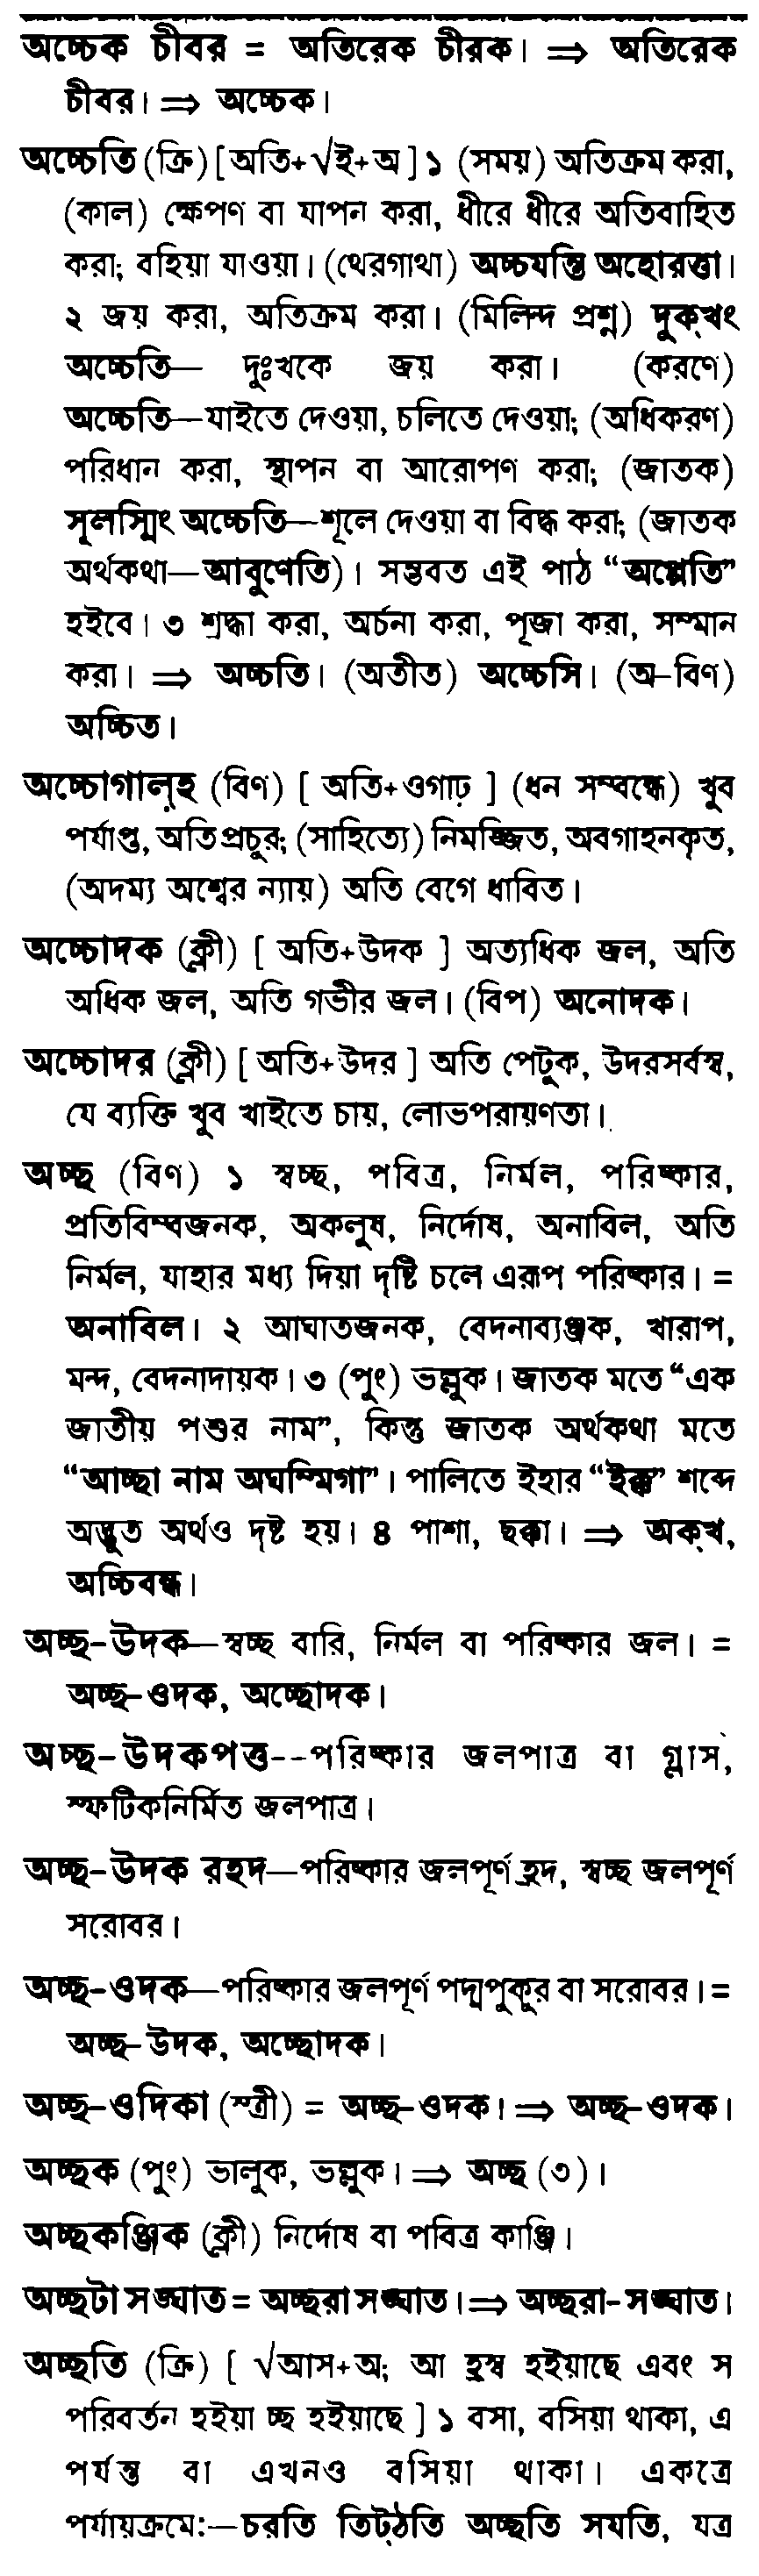 অচ্চেক চীবর = অতিরেক চীরক। ⇒ অতিরেক
চীবর। ⇒ অচ্চেক।
অচ্চেতি (ক্রি) [ অতি+√ই+অ ] ১ (সময়) অতিক্রম করা,
(কাল) ক্ষেপণ বা যাপন করা, ধীরে ধীরে অতিবাহিত
করা; বহিয়া যাওয়া। (থেরগাথা) অচ্চযন্তি অহোরত্তা।
২ জয় করা, অতিক্রম করা। (মিলিন্দ প্রশ্ন) দুক্খং
অচ্চেতি— দুঃখকে জয় করা। (করণে)
অচ্চেতি—যাইতে দেওয়া, চলিতে দেওয়া; (অধিকরণ)
পরিধান করা, স্থাপন বা আরোপণ করা; (জাতক)
সূলস্মিং অচ্চেতি—শূলে দেওয়া বা বিদ্ধ করা; (জাতক
অর্থকথা—আবুণেতি)। সম্ভবত এই পাঠ “অপ্পেতি”
হইবে। ৩ শ্রদ্ধা করা, অর্চনা করা, পূজা করা, সম্মান
করা। ⇒ অচ্চতি। (অতীত) অচ্চেসি। (অ-বিণ)
অচ্চিত।
অচ্চোগাল্‌হ (বিণ) [ অতি+ওগাঢ় ] (ধন সম্বন্ধে) খুব
পর্যাপ্ত, অতিপ্রচুর; (সাহিত্যে) নিমজ্জিত, অবগাহনকৃত,
(অদম্য অশ্বের ন্যায়) অতি বেগে ধাবিত।
অচ্চোদক (ক্লী) [ অতি+উদক ] অত্যধিক জল, অতি
অধিক জল, অতি গভীর জল। (বিপ) অনোদক।
অচ্চোদর (ক্লী) [ অতি+উদর ] অতি পেটুক, উদরসর্বস্ব,
যে ব্যক্তি খুব খাইতে চায়, লোভপরায়ণতা।
অচ্ছ (বিণ) ১ স্বচ্ছ, পবিত্র, নির্মল, পরিষ্কার,
প্রতিবিম্বজনক, অকলুষ, নির্দোষ, অনাবিল, অতি
নির্মল, যাহার মধ্য দিয়া দৃষ্টি চলে এরূপ পরিষ্কার। =
অনাবিল। ২ আঘাতজনক, বেদনাব্যঞ্জক, খারাপ,
মন্দ, বেদনাদায়ক। ৩ (পুং) ভল্লুক। জাতক মতে “এক
জাতীয় পশুর নাম”, কিন্তু জাতক অর্থকথা মতে
“আচ্ছা নাম অঘম্মিগা”। পালিতে ইহার “ইক্ক” শব্দে
অদ্ভুত অর্থও দৃষ্ট হয়। ৪ পাশা, ছক্কা। ⇒ অক্খ,
অচ্চিবন্ধ।
অচ্ছ-উদক—স্বচ্ছ বারি, নির্মল বা পরিষ্কার জল। =
অচ্ছ-ওদক, অচ্ছোদক।
অচ্ছ-উদকপত্ত--পরিষ্কার জলপাত্র বা গ্লাস,
স্ফটিকনির্মিত জলপাত্র।
অচ্ছ-উদক রহদ—পরিষ্কার জলপূর্ণ হ্রদ, স্বচ্ছ জলপূর্ণ
সরোবর।
অচ্ছ-ওদক—পরিষ্কার জলপূর্ণ পদ্মপুকুর বা সরোবর। =
অচ্ছ-উদক, অচ্ছোদক।
অচ্ছ-ওদিকা (স্ত্রী) = অচ্ছ-ওদক। ⇒ অচ্ছ-ওদক।
অচ্ছক (পুং) ভালুক, ভল্লুক। ⇒ অচ্ছ (৩)।
অচ্ছকঞ্জিক (ক্লী) নির্দোষ বা পবিত্র কাঞ্জি।
অচ্ছটা সঙ্ঘাত = অচ্ছরা সঙ্ঘাত। ⇒ অচ্ছরা-সঙ্ঘাত।
অচ্ছতি (ক্রি) [ √আস+অ; আ হ্রস্ব হইয়াছে এবং স
পরিবর্তন হইয়া চ্ছ হইয়াছে ] ১ বসা, বসিয়া থাকা, এ
পর্যন্ত বা এখনও বসিয়া থাকা। একত্রে
পর্যায়ক্রমে:—চরতি তিট্ঠতি অচ্ছতি সযতি, যত্র